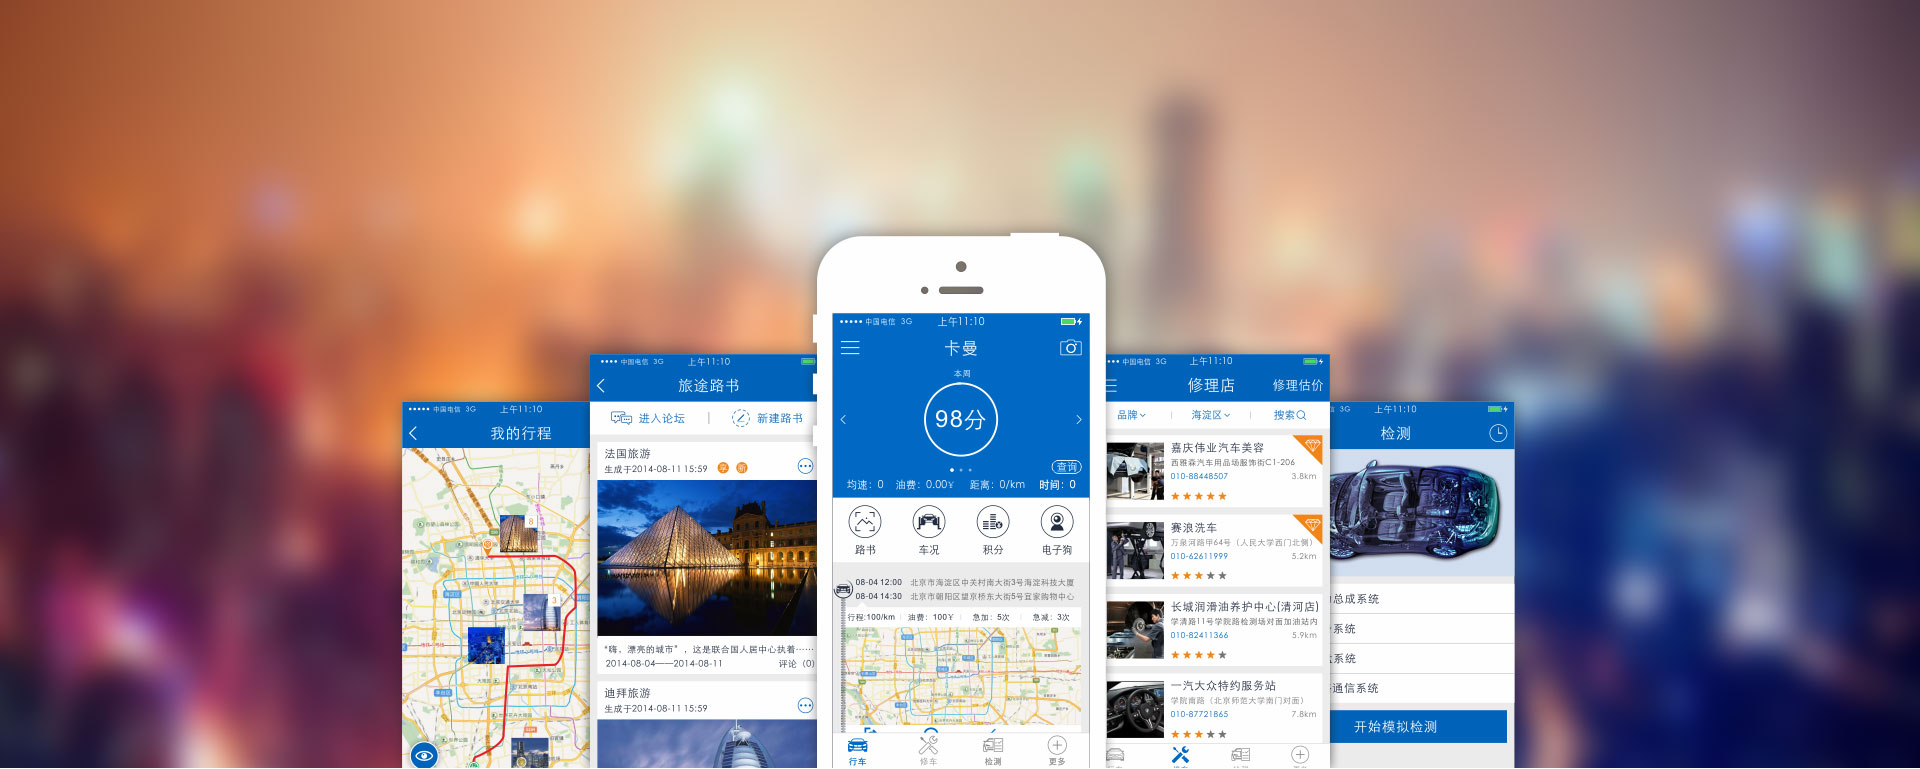 中国电信 3G 上午11:10
我的行程
8
3
中国电信 3G 上午11:10
旅途路书
进入论坛 | 新建路书
法国旅游
生成于2014-08-11 15:59
“嗨，漂亮的城市”，这是联合国人居中心执着……
2014-08-04——2014-08-11 评论（0）
迪拜旅游
生成于2014-08-11 15:59
中国电信 3G 上午11:10
卡曼
本周
98分
查询
均速：0 油费：0.00¥ 距离：0/km 时间：0
路书 车况 积分 电子狗
08-04 12:00 北京市海淀区中关村南大街3号海淀科技大厦
08-04 14:30 北京市朝阳区望京桥东大街5号宜家购物中心
行程:100/km 油费：100¥ 急加：5次 急减：3次
行车 修车 检测 更多
中国电信 3G 上午11:10
修理店 修理估价
品牌 海淀区 搜索
嘉庆伟业汽车美容
西雅森汽车用品场服饰街C1-206
010-88448507 3.8km
赛浪洗车
万泉河路甲64号（人民大学西门北侧）
010-62611999 5.2km
长城润滑油养护中心(清河店)
学清路11号学院路检测场对面加油站内
010-82411366 5.9km
一汽大众特约服务站
学院南路（北京师范大学南门对面）
010-87721865 7.8km
3G 上午11:10
检测
总成系统
系统
系统
通信系统
开始模拟检测